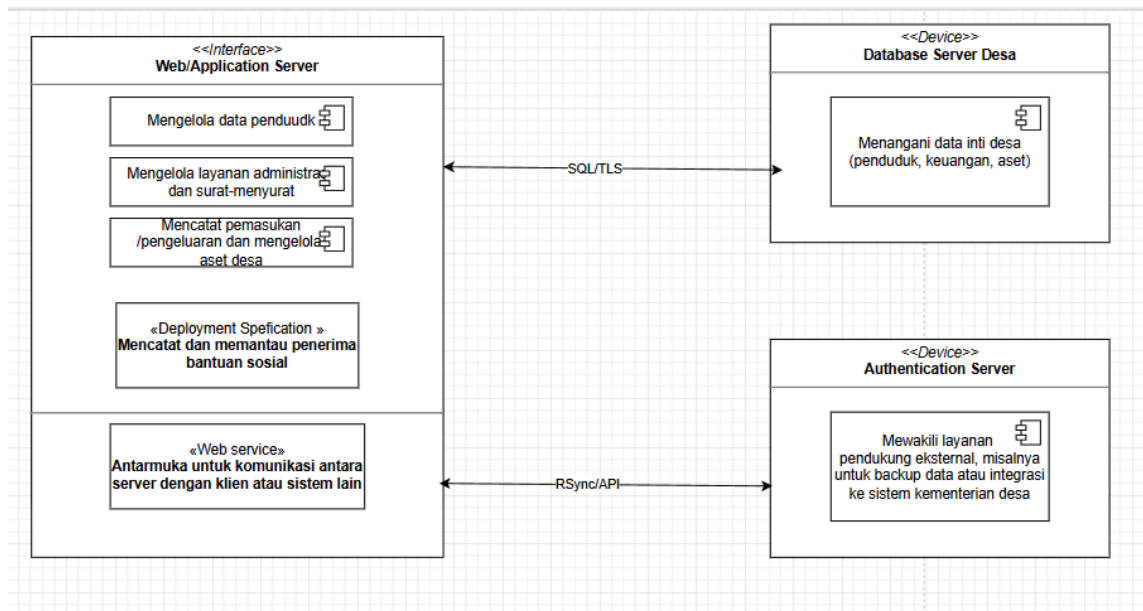 <<Interface>>
Web/Application Server
Mengelola data penduudk
Mengelola layanan administras
dan surat-menyurat
Mencatat pemasukan
/pengeluaran dan mengelola
aset desa
«Deployment Spefication »
Mencatat dan memantau penerima
bantuan sosial
«Web service»
Antarmuka untuk komunikasi antara
server dengan klien atau sistem lain
SQL/TLS
RSync/API
<<Device>>
Database Server Desa
Menangani data inti desa
(penduduk, keuangan, aset)
<<Device>>
Authentication Server
Mewakili layanan
pendukung eksternal, misalnya
untuk backup data atau integrasi
ke sistem kementerian desa